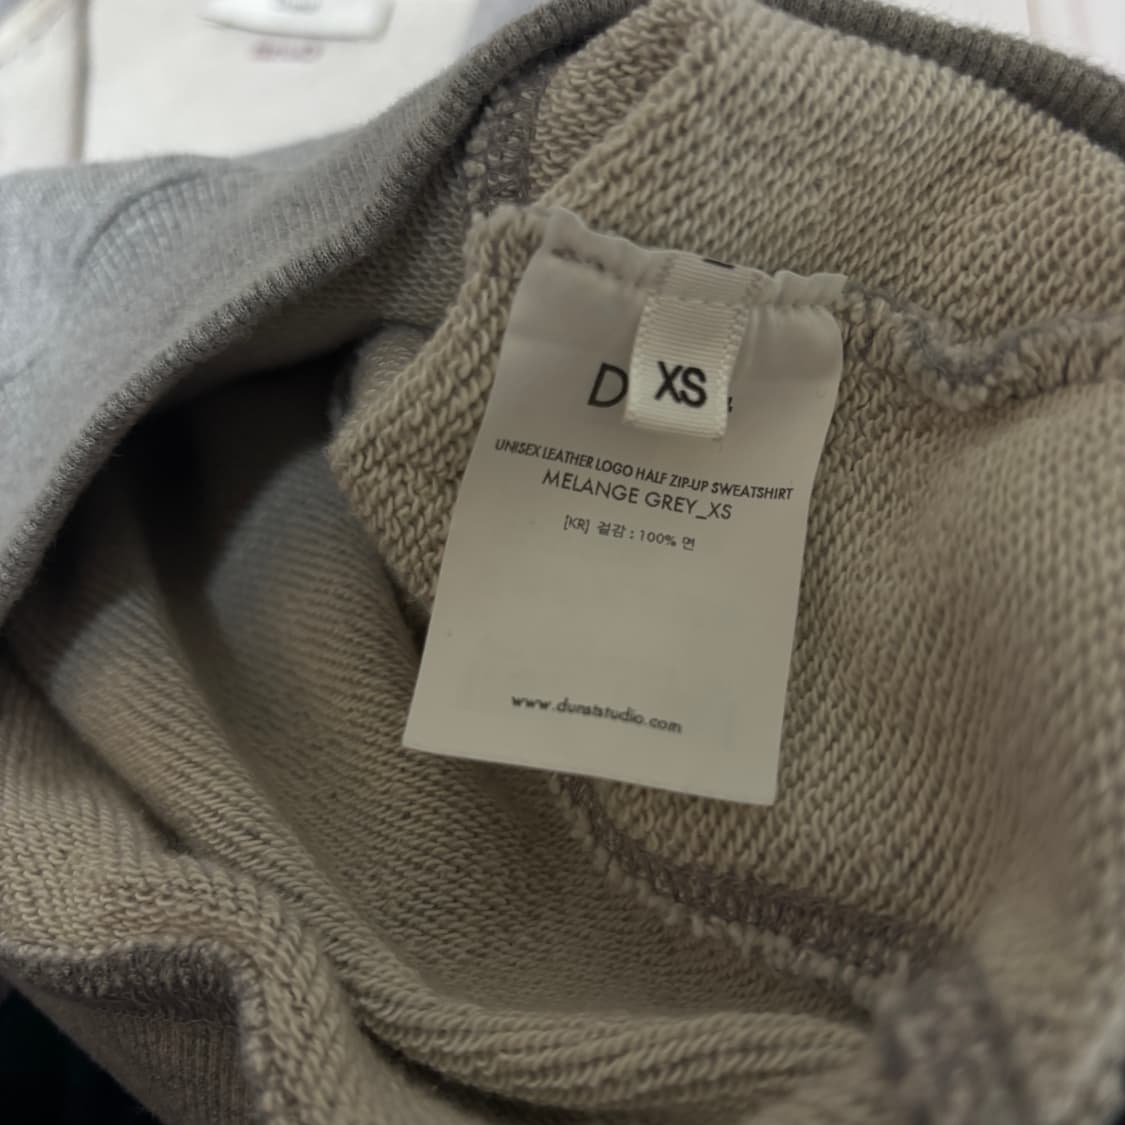 XS
UNISEX LEATHER LOGO HALF ZIP-UP SWEATSHIRT
MELANGE GREY_XS
[KR] 겉감 : 100% 면
www.dunststudio.com